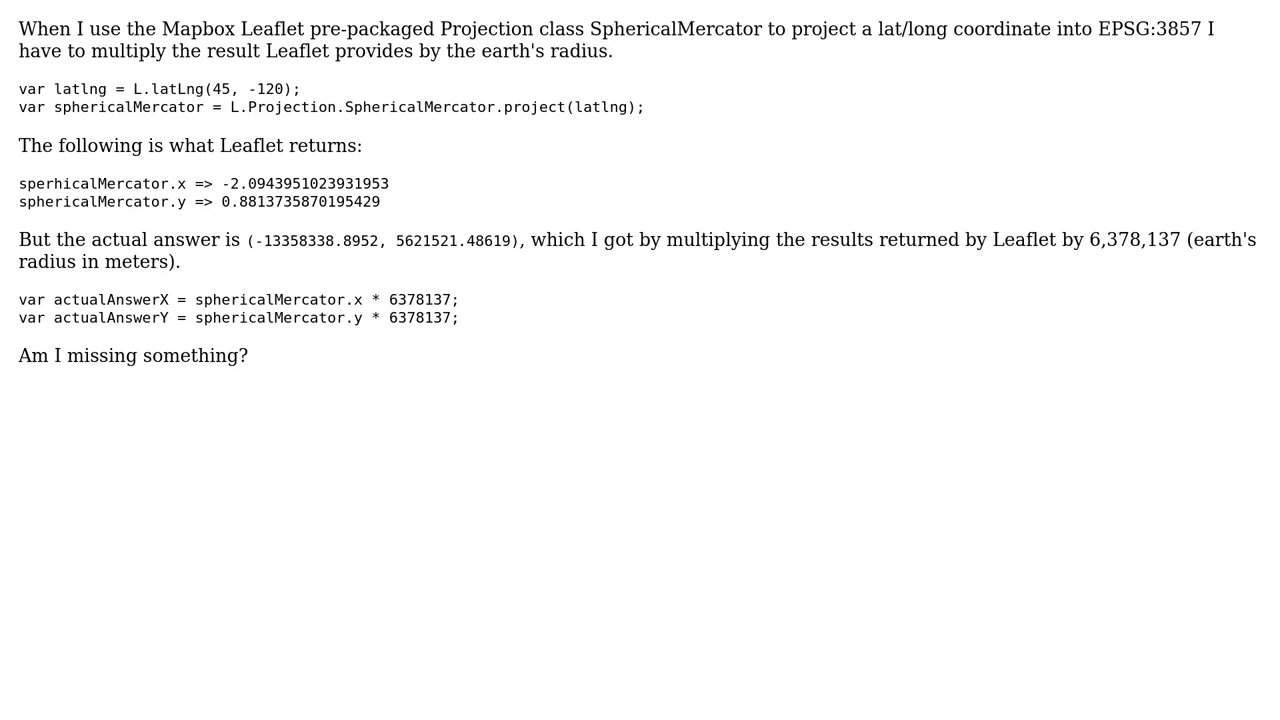 When I use the Mapbox Leaflet pre-packaged Projection class SphericalMercator to project a lat/long coordinate into EPSG:3857 I
have to multiply the result Leaflet provides by the earth's radius.
var latlng = L.latLng(45, -120);
var sphericalMercator = L.Projection.SphericalMercator.project(latlng);
The following is what Leaflet returns:
sperhicalMercator.x => -2.0943951023931953
sphericalMercator.y => 0.8813735870195429
But the actual answer is (-13358338.8952, 5621521.48619), which I got by multiplying the results returned by Leaflet by 6,378,137 (earth's
radius in meters).
var actualAnswerX = sphericalMercator.x * 6378137;
var actualAnswerY = sphericalMercator.y * 6378137;
Am I missing something?